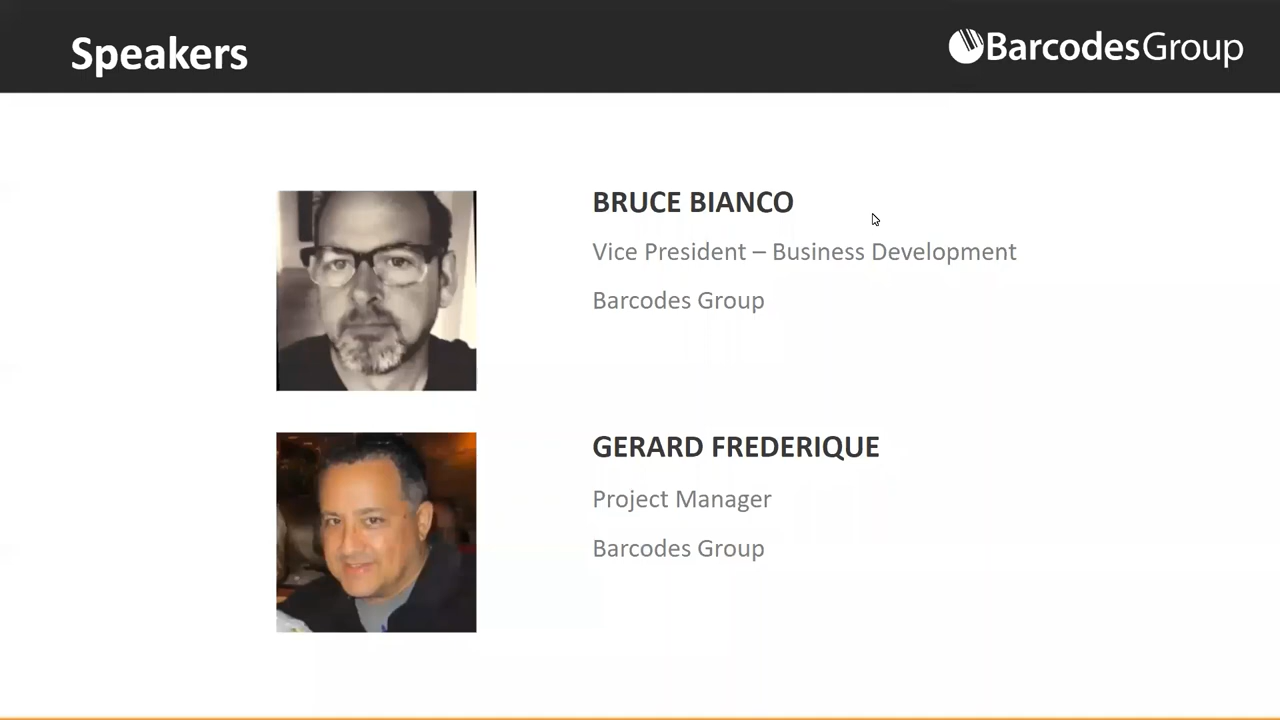 Speakers
BarcodesGroup
BRUCE BIANCO
Vice President – Business Development
Barcodes Group
GERARD FREDERIQUE
Project Manager
Barcodes Group